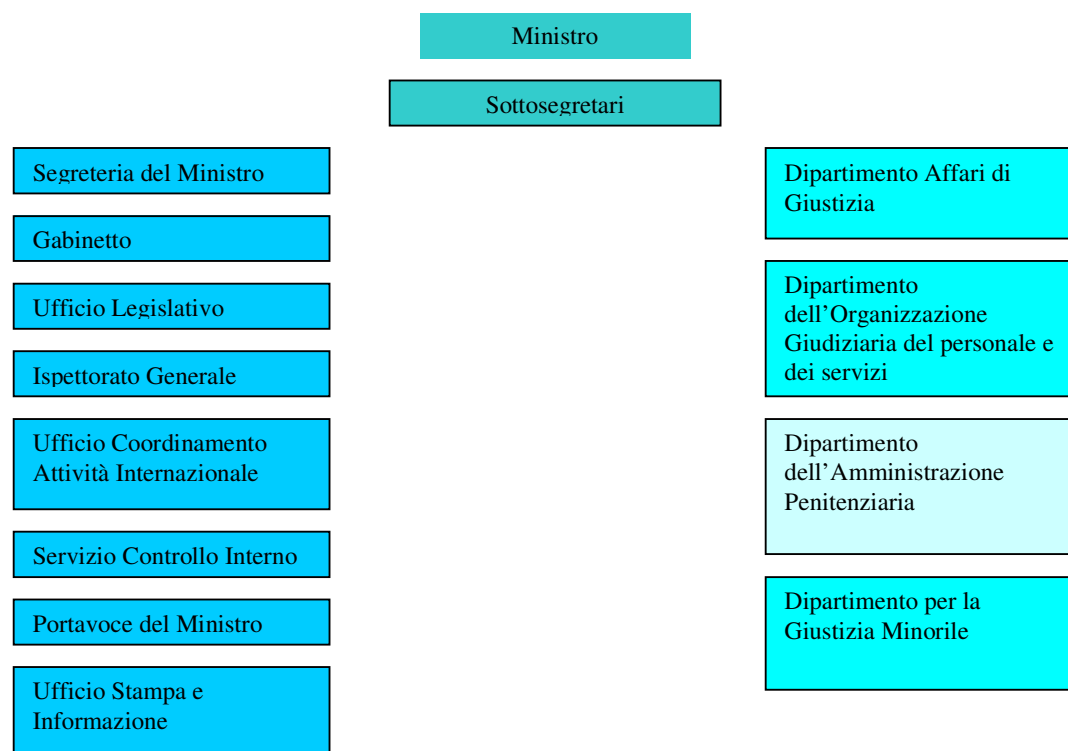 Ministro
Sottosegretari
Segreteria del Ministro
Gabinetto
Ufficio Legislativo
Ispettorato Generale
Ufficio Coordinamento
Attività Internazionale
Servizio Controllo Interno
Portavoce del Ministro
Ufficio Stampa e
Informazione
Dipartimento Affari di
Giustizia
Dipartimento
dell’Organizzazione
Giudiziaria del personale e
dei servizi
Dipartimento
dell’Amministrazione
Penitenziaria
Dipartimento per la
Giustizia Minorile